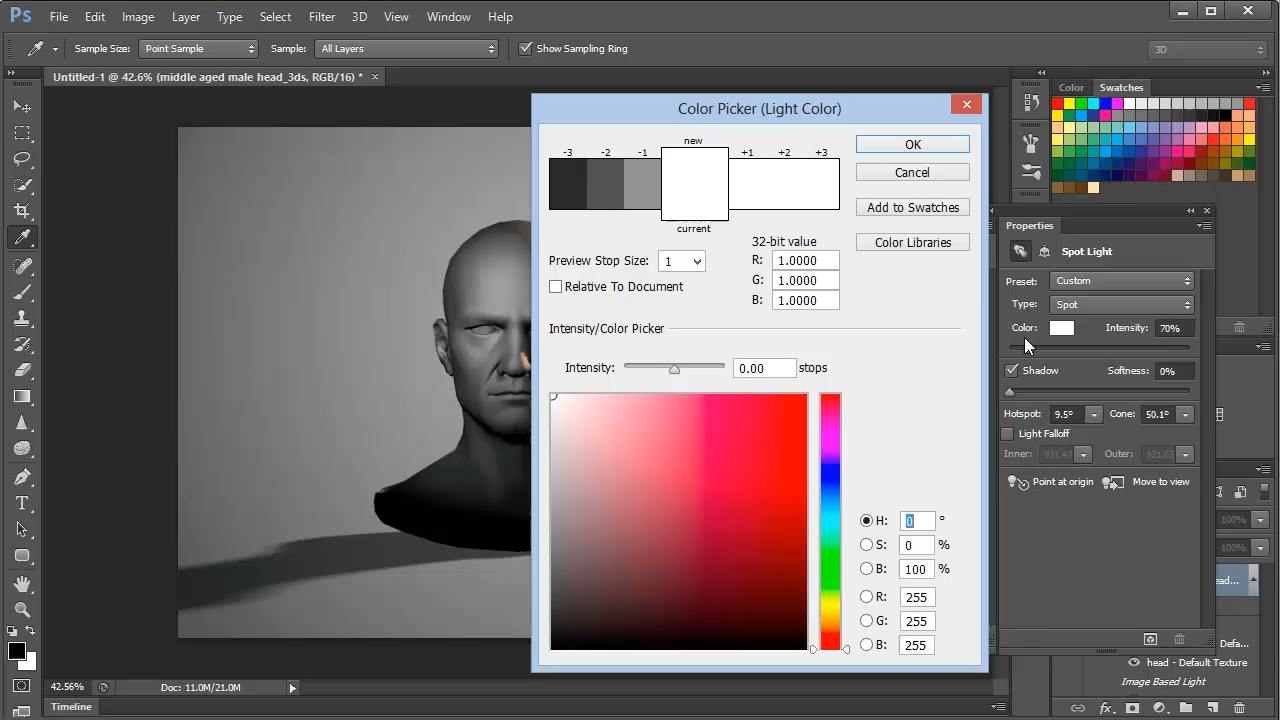 Ps File Edit Image Layer Type Select Filter 3D View Window Help
Sample Size: Point Sample Sample: All Layers Show Sampling Ring 3D
Untitled-1 @ 42.6% (middle aged male head_3ds, RGB/16) * ×
Color Swatches
Color Picker (Light Color)
new
-3 -2 -1 +1 +2 +3
current
OK
Cancel
Add to Swatches
Color Libraries
Preview Stop Size: 1
Relative To Document
32-bit value
R: 1.0000
G: 1.0000
B: 1.0000
Intensity/Color Picker
Intensity: 0.00 stops
H: 0 °
S: 0 %
B: 100 %
R: 255
G: 255
B: 255
Properties
Spot Light
Preset: Custom
Type: Spot
Color: Intensity: 70%
Shadow Softness: 0%
Hotspot: 9.5° Cone: 50.1°
Light Falloff
Inner: Outer:
Point at origin Move to view
100%
100%
ead...
Defa...
head - Default Texture
Image Based Light
fx
T
42.56% Doc: 11.0M/21.0M
Timeline